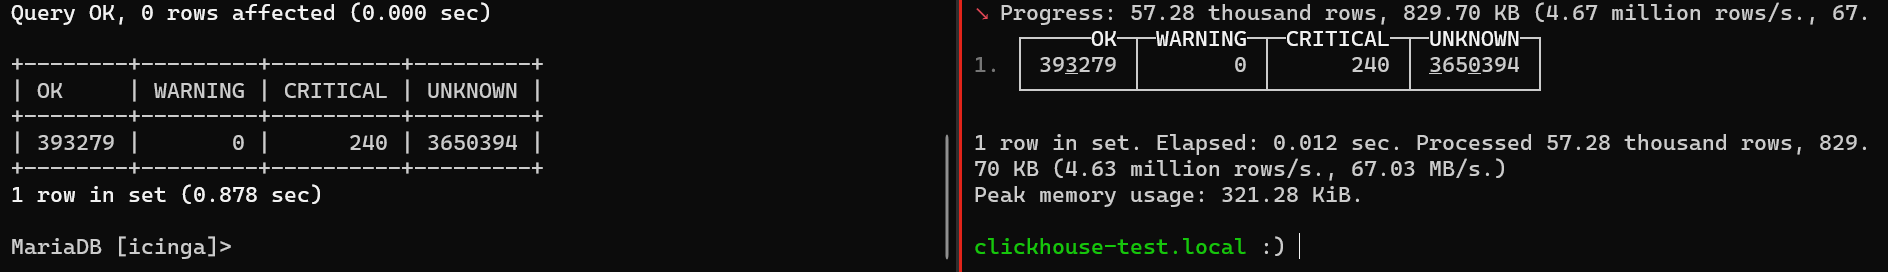 Query OK, 0 rows affected (0.000 sec)
+--------+---------+----------+---------+
| OK     | WARNING | CRITICAL | UNKNOWN |
+--------+---------+----------+---------+
| 393279 |       0 |      240 | 3650394 |
+--------+---------+----------+---------+
1 row in set (0.878 sec)
MariaDB [icinga]>
↘ Progress: 57.28 thousand rows, 829.70 KB (4.67 million rows/s., 67.
┌─────OK─┬─WARNING─┬─CRITICAL─┬─UNKNOWN─┐
1. │ 393279 │       0 │      240 │ 3650394 │
└────────┴─────────┴──────────┴─────────┘
1 row in set. Elapsed: 0.012 sec. Processed 57.28 thousand rows, 829.
70 KB (4.63 million rows/s., 67.03 MB/s.)
Peak memory usage: 321.28 KiB.
clickhouse-test.local :)